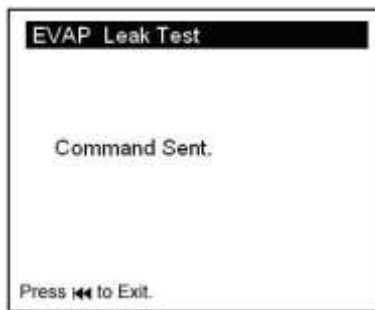 EVAP Leak Test
Command Sent.
Press ⏮ to Exit.